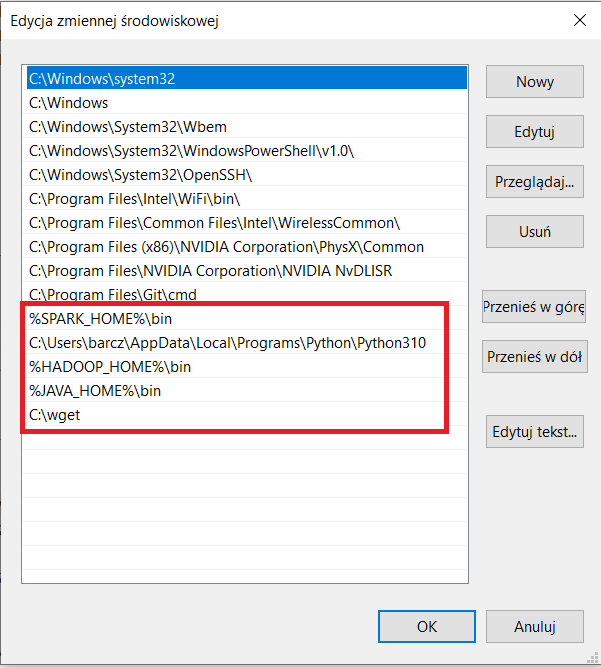 Edycja zmiennej środowiskowej
C:\Windows\system32
C:\Windows
C:\Windows\System32\Wbem
C:\Windows\System32\WindowsPowerShell\v1.0\
C:\Windows\System32\OpenSSH\
C:\Program Files\Intel\WiFi\bin\
C:\Program Files\Common Files\Intel\WirelessCommon\
C:\Program Files (x86)\NVIDIA Corporation\PhysX\Common
C:\Program Files\NVIDIA Corporation\NVIDIA NvDLISR
C:\Program Files\Git\cmd
%SPARK_HOME%\bin
C:\Users\barcz\AppData\Local\Programs\Python\Python310
%HADOOP_HOME%\bin
%JAVA_HOME%\bin
C:\wget
Nowy
Edytuj
Przeglądaj...
Usuń
Przenieś w górę
Przenieś w dół
Edytuj tekst...
OK
Anuluj